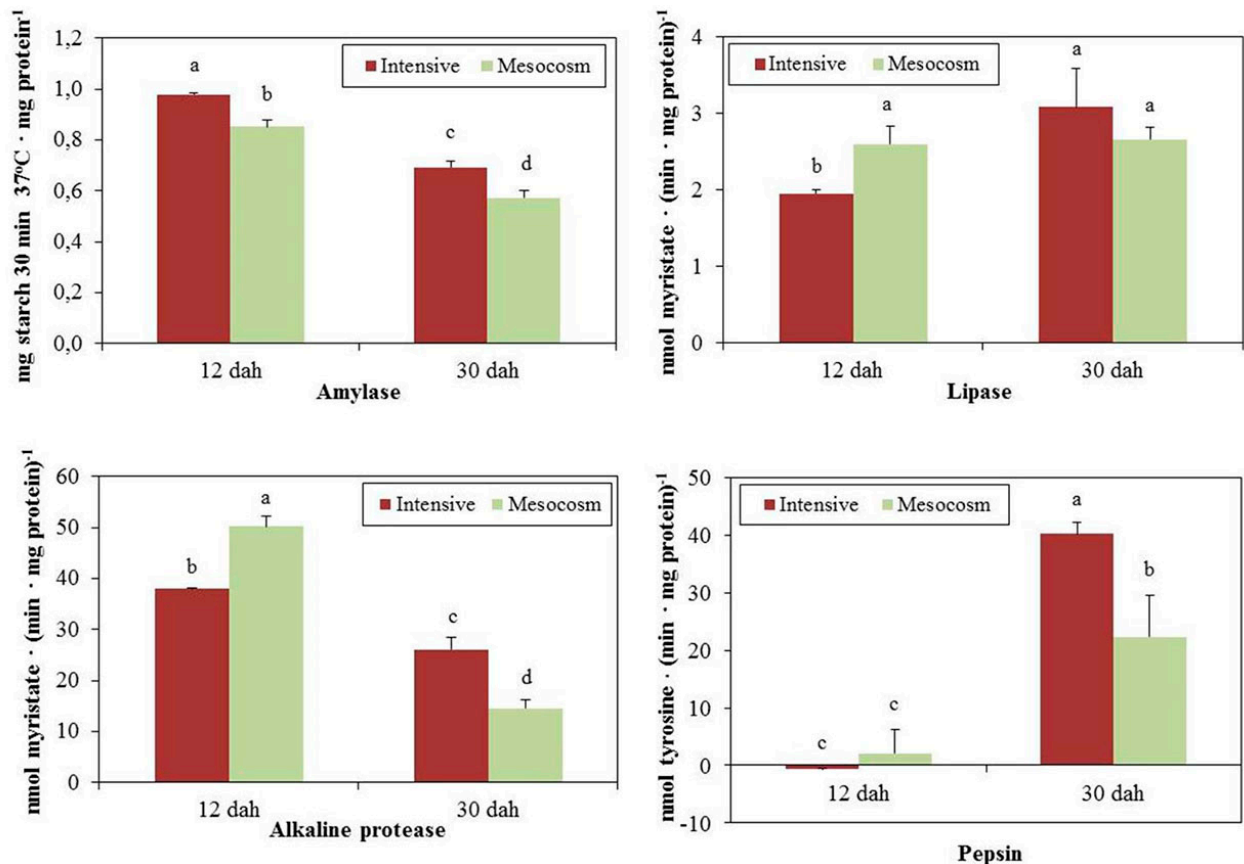 mg starch 30 min 37ºC · mg protein⁻¹
1,2
1,0
0,8
0,6
0,4
0,2
0,0
Intensive Mesocosm
a
b
c
d
12 dah 30 dah
Amylase
nmol myristate · (min · mg protein)⁻¹
4
3
2
1
0
Intensive Mesocosm
b
a
a
a
12 dah 30 dah
Lipase
nmol myristate · (min · mg protein)⁻¹
60
50
40
30
20
10
0
Intensive Mesocosm
b
a
c
d
12 dah 30 dah
Alkaline protease
nmol tyrosine · (min · mg protein)⁻¹
50
40
30
20
10
0
-10
Intensive Mesocosm
c
c
a
b
12 dah 30 dah
Pepsin